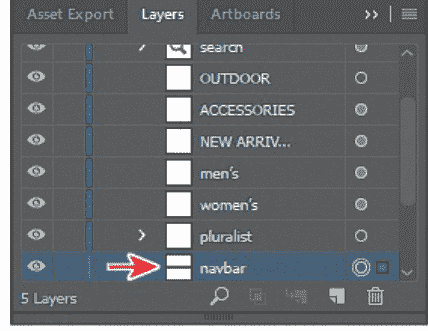 Asset Export Layers Artboards
search
OUTDOOR
ACCESSORIES
NEW ARRIV...
men's
women's
pluralist
navbar
5 Layers